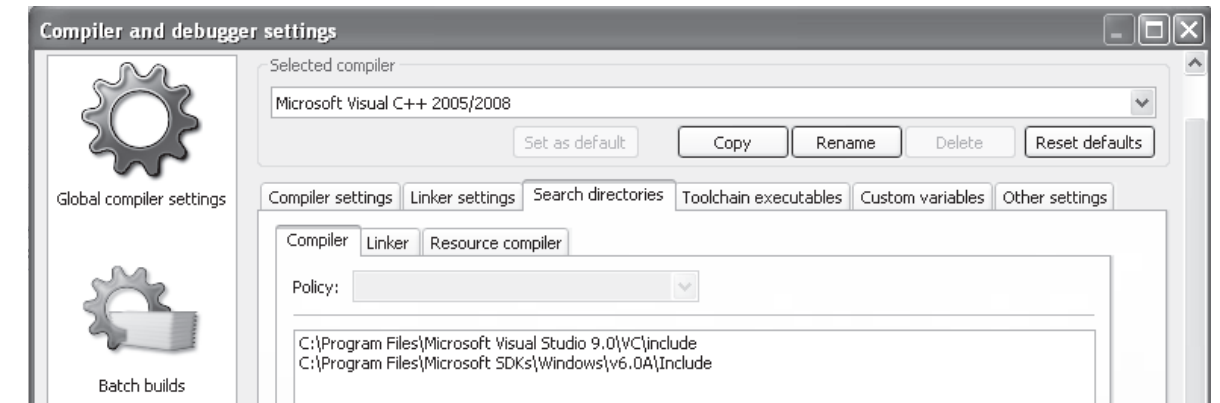 Compiler and debugger settings
Selected compiler
Microsoft Visual C++ 2005/2008
Set as default Copy Rename Delete Reset defaults
Global compiler settings
Compiler settings Linker settings Search directories Toolchain executables Custom variables Other settings
Compiler Linker Resource compiler
Policy:
C:\Program Files\Microsoft Visual Studio 9.0\VC\include
C:\Program Files\Microsoft SDKs\Windows\v6.0A\Include
Batch builds